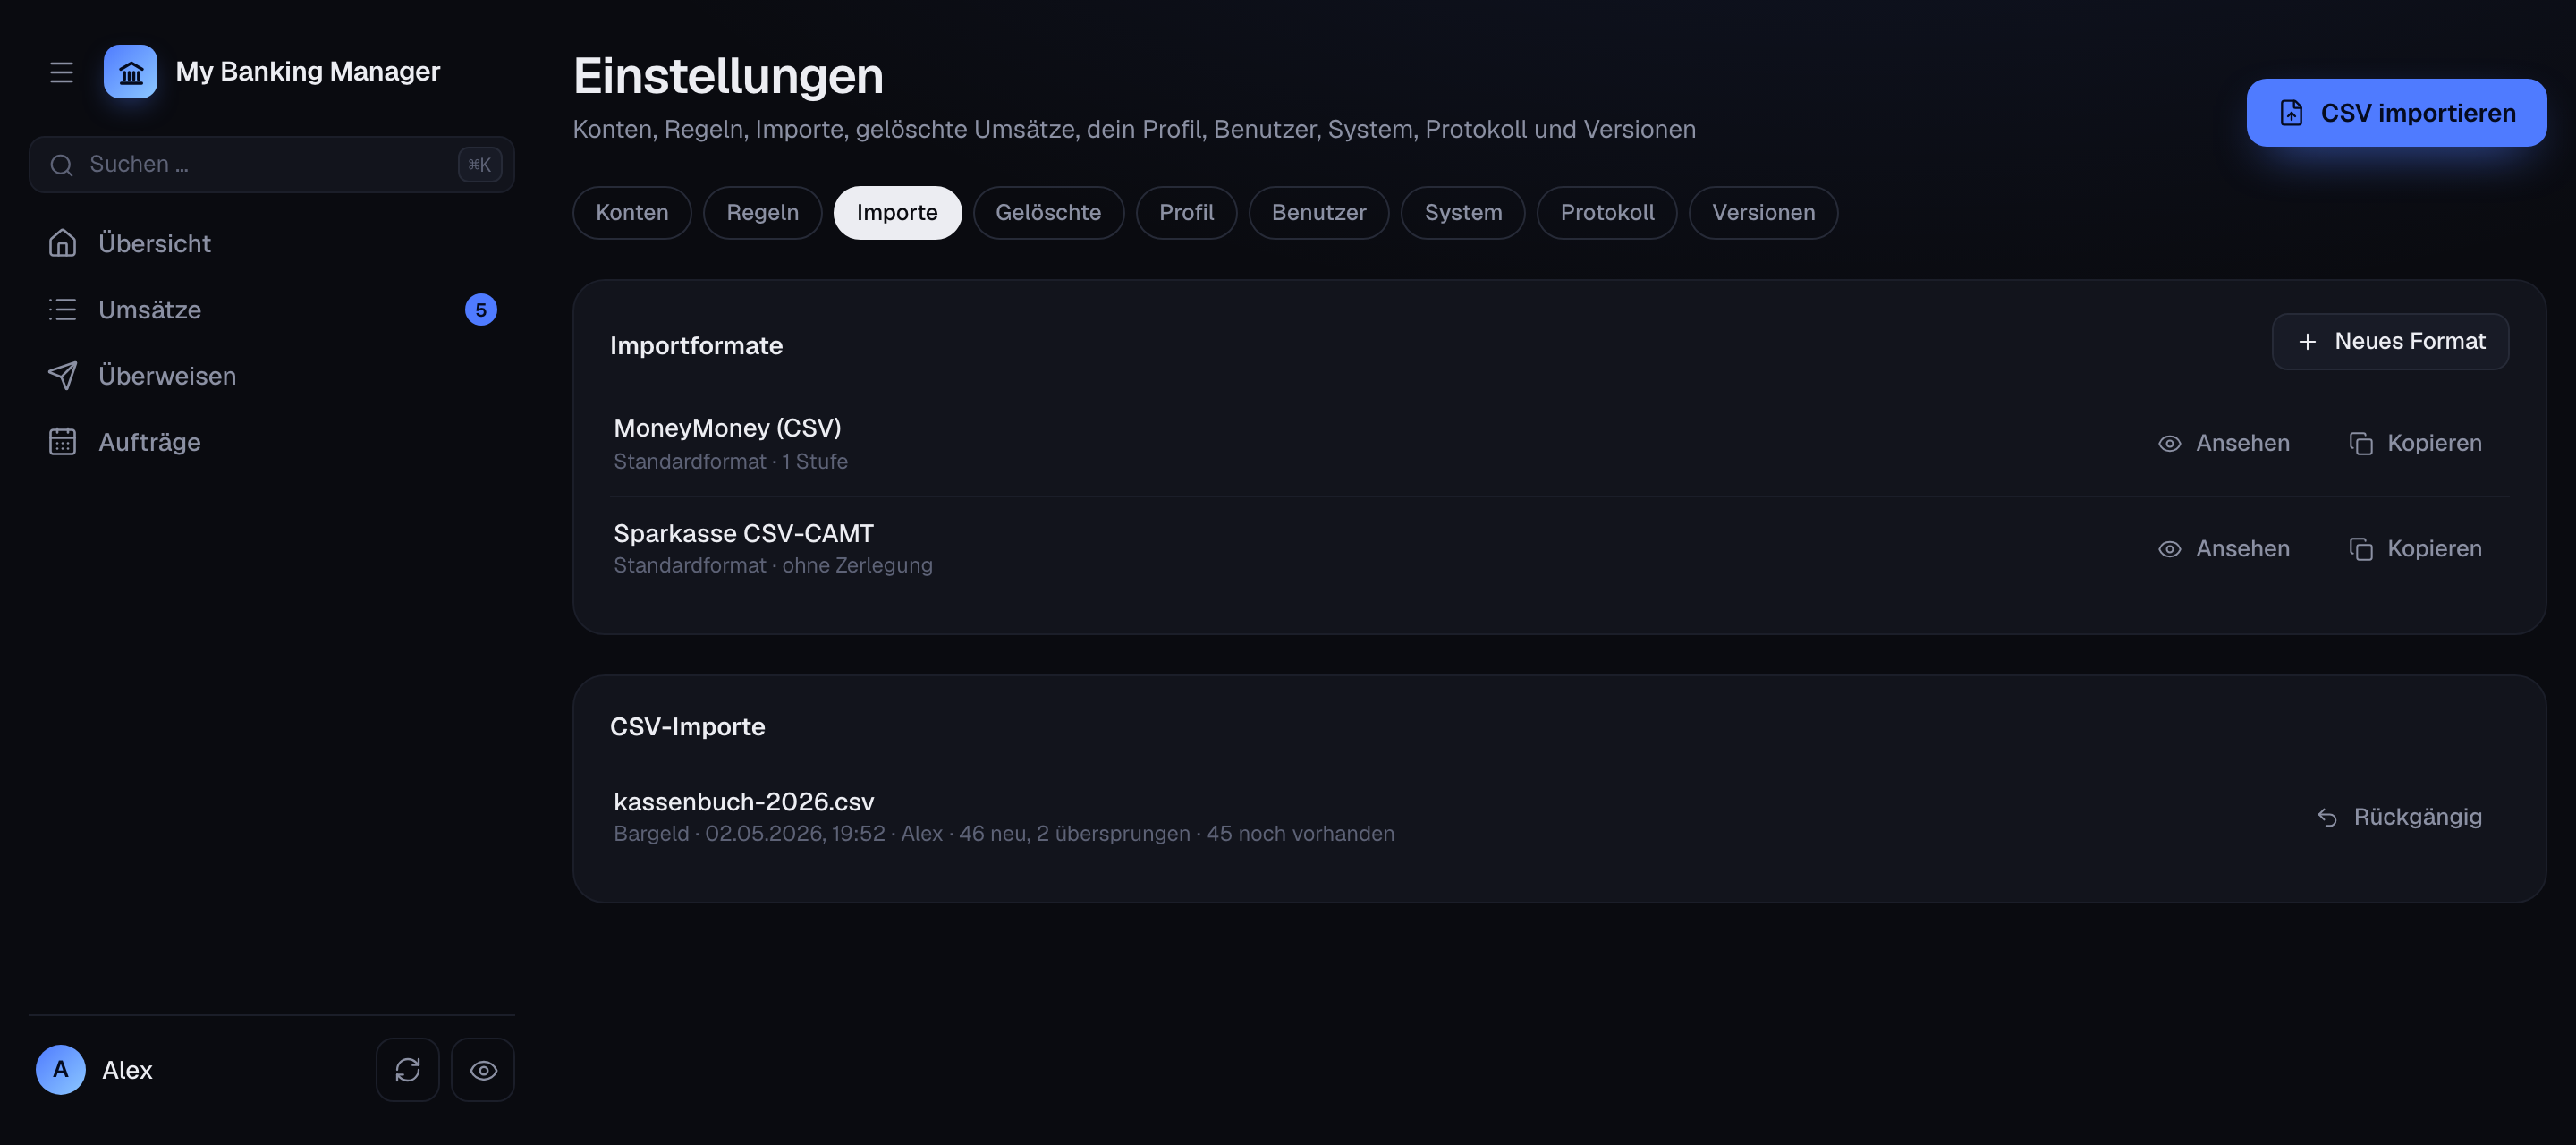 My Banking Manager
Suchen ...
⌘K
Übersicht
Umsätze
5
Überweisen
Aufträge
A
Alex
Einstellungen
Konten, Regeln, Importe, gelöschte Umsätze, dein Profil, Benutzer, System, Protokoll und Versionen
CSV importieren
Konten
Regeln
Importe
Gelöschte
Profil
Benutzer
System
Protokoll
Versionen
Importformate
Neues Format
MoneyMoney (CSV)
Standardformat · 1 Stufe
Ansehen
Kopieren
Sparkasse CSV-CAMT
Standardformat · ohne Zerlegung
Ansehen
Kopieren
CSV-Importe
kassenbuch-2026.csv
Bargeld · 02.05.2026, 19:52 · Alex · 46 neu, 2 übersprungen · 45 noch vorhanden
Rückgängig